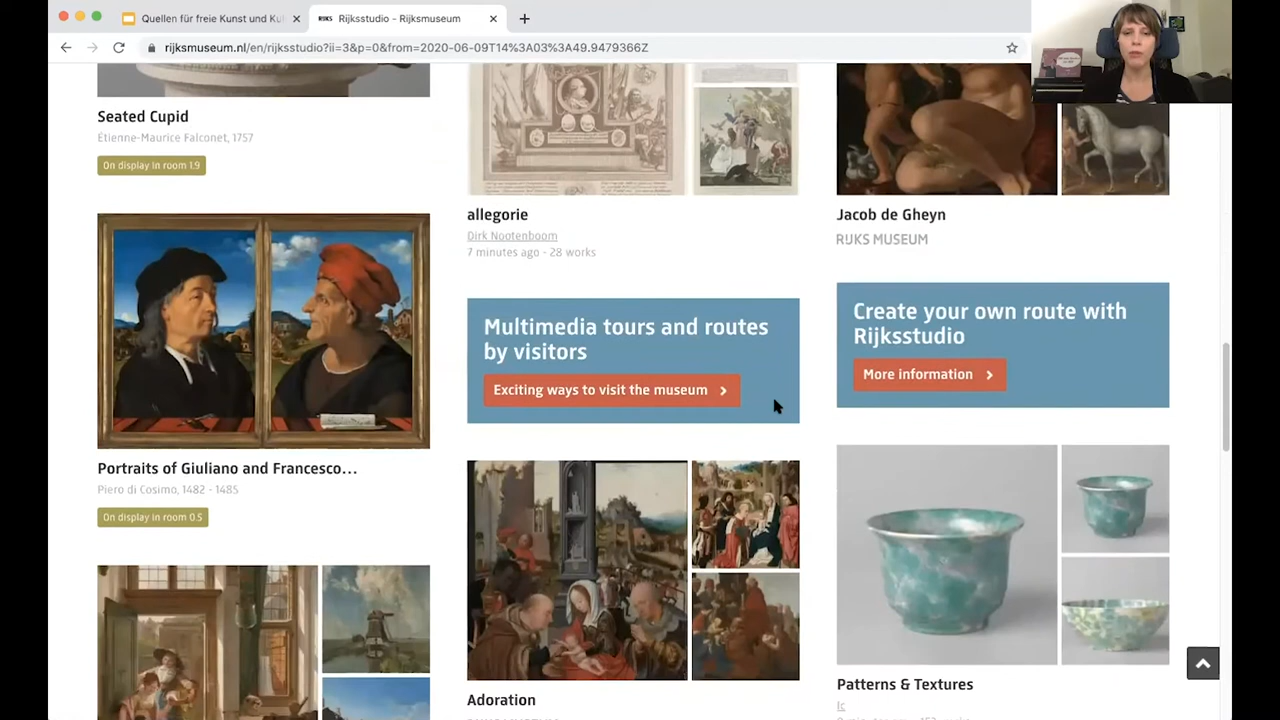 Quellen für freie Kunst und Ku
Rijksstudio - Rijksmuseum
rijksmuseum.nl/en/rijksstudio?ii=3&p=0&from=2020-06-09T14%3A03%3A49.9479366Z
Seated Cupid
Étienne-Maurice Falconet, 1757
On display in room 1.9
Portraits of Giuliano and Francesco...
Piero di Cosimo, 1482 - 1485
On display in room 0.5
allegorie
Dirk Nootenboom
7 minutes ago - 28 works
Multimedia tours and routes
by visitors
Exciting ways to visit the museum
Adoration
Jacob de Gheyn
RIJKS MUSEUM
Create your own route with
Rijksstudio
More information
Patterns & Textures